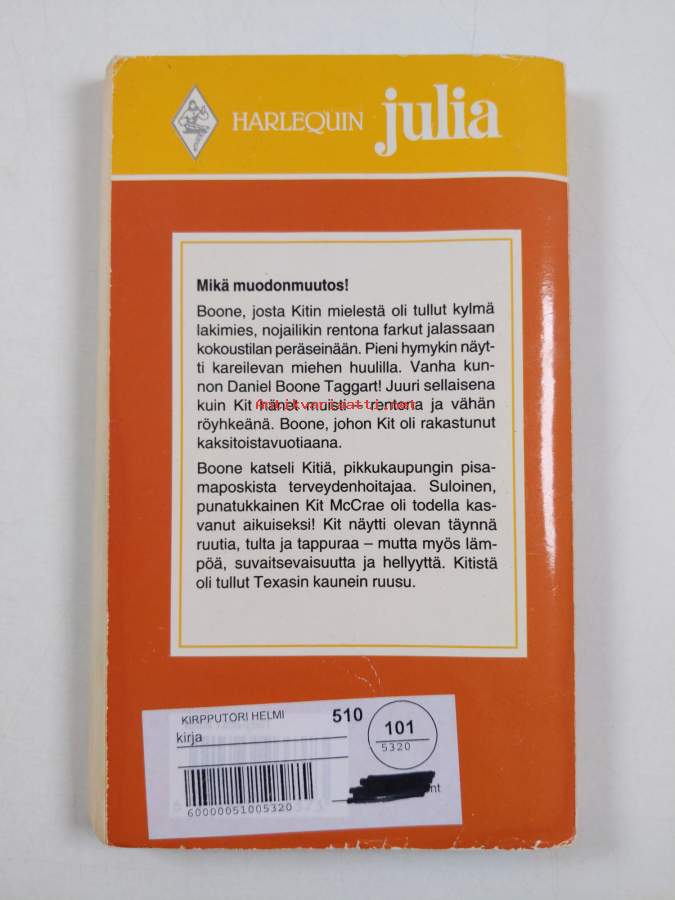 HARLEQUIN julia
Mikä muodonmuutos!
Boone, josta Kitin mielestä oli tullut kylmä
lakimies, nojailikin rentona farkut jalassaan
kokoustilan peräseinään. Pieni hymykin näyt-
ti kareilevan miehen huulilla. Vanha kun-
non Daniel Boone Taggart! Juuri sellaisena
kuin Kit hänet muisti – rentona ja vähän
röyhkeänä. Boone, johon Kit oli rakastunut
kaksitoistavuotiaana.
Boone katseli Kitiä, pikkukaupungin pisa-
maposkista terveydenhoitajaa. Suloinen,
punatukkainen Kit McCrae oli todella kas-
vanut aikuiseksi! Kit näytti olevan täynnä
ruutia, tulta ja tappuraa – mutta myös läm-
pöä, suvaitsevaisuutta ja hellyyttä. Kitistä
oli tullut Texasin kaunein ruusu.
KIRPPUTORI HELMI 510
kirja
101
5320
60000051005320